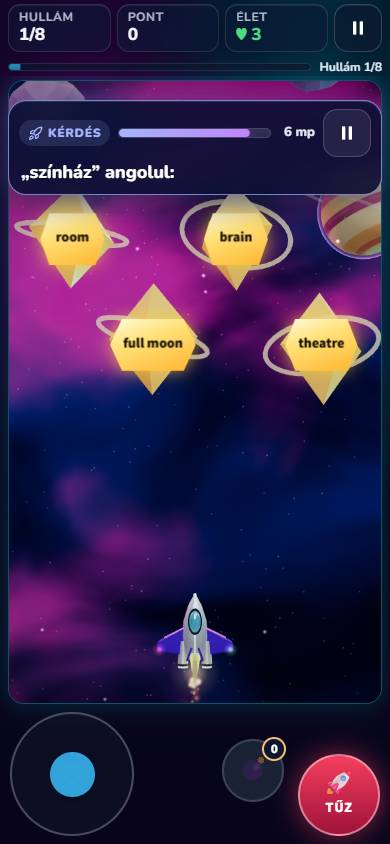 HULLÁM
1/8
PONT
0
ÉLET
3
Hullám 1/8
KÉRDÉS
6 mp
„színház” angolul:
room
brain
full moon
theatre
0
TŰZ